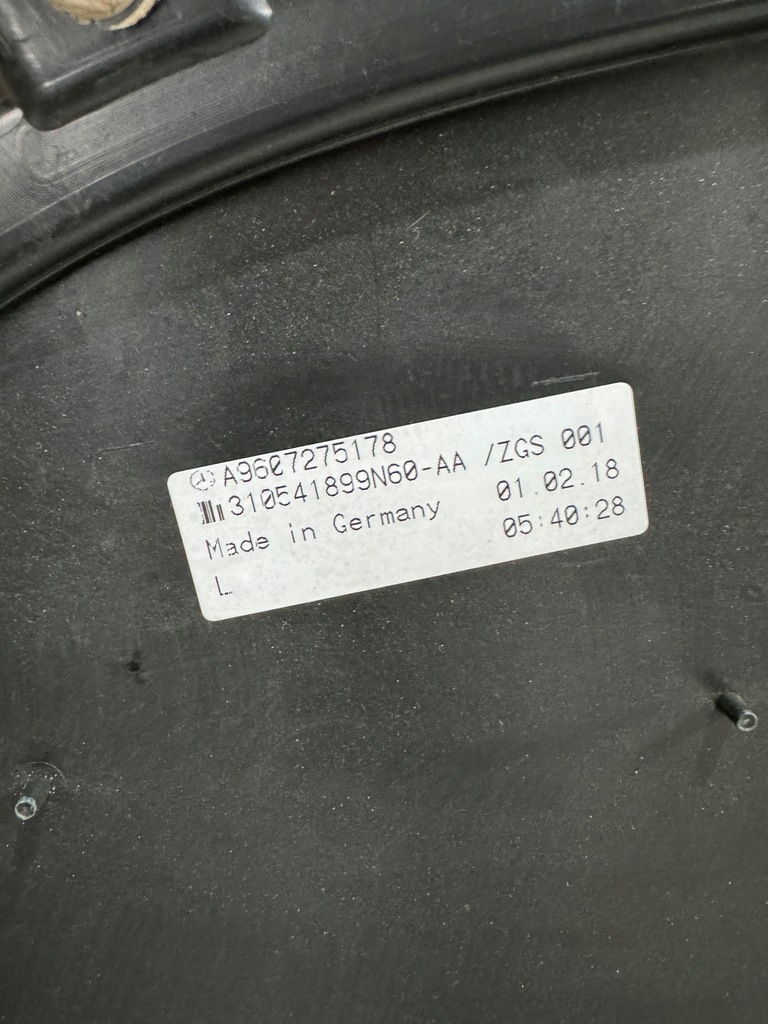 A9607275178
310541899N60-AA /ZGS 001
Made in Germany 01.02.18
L 05:40:28